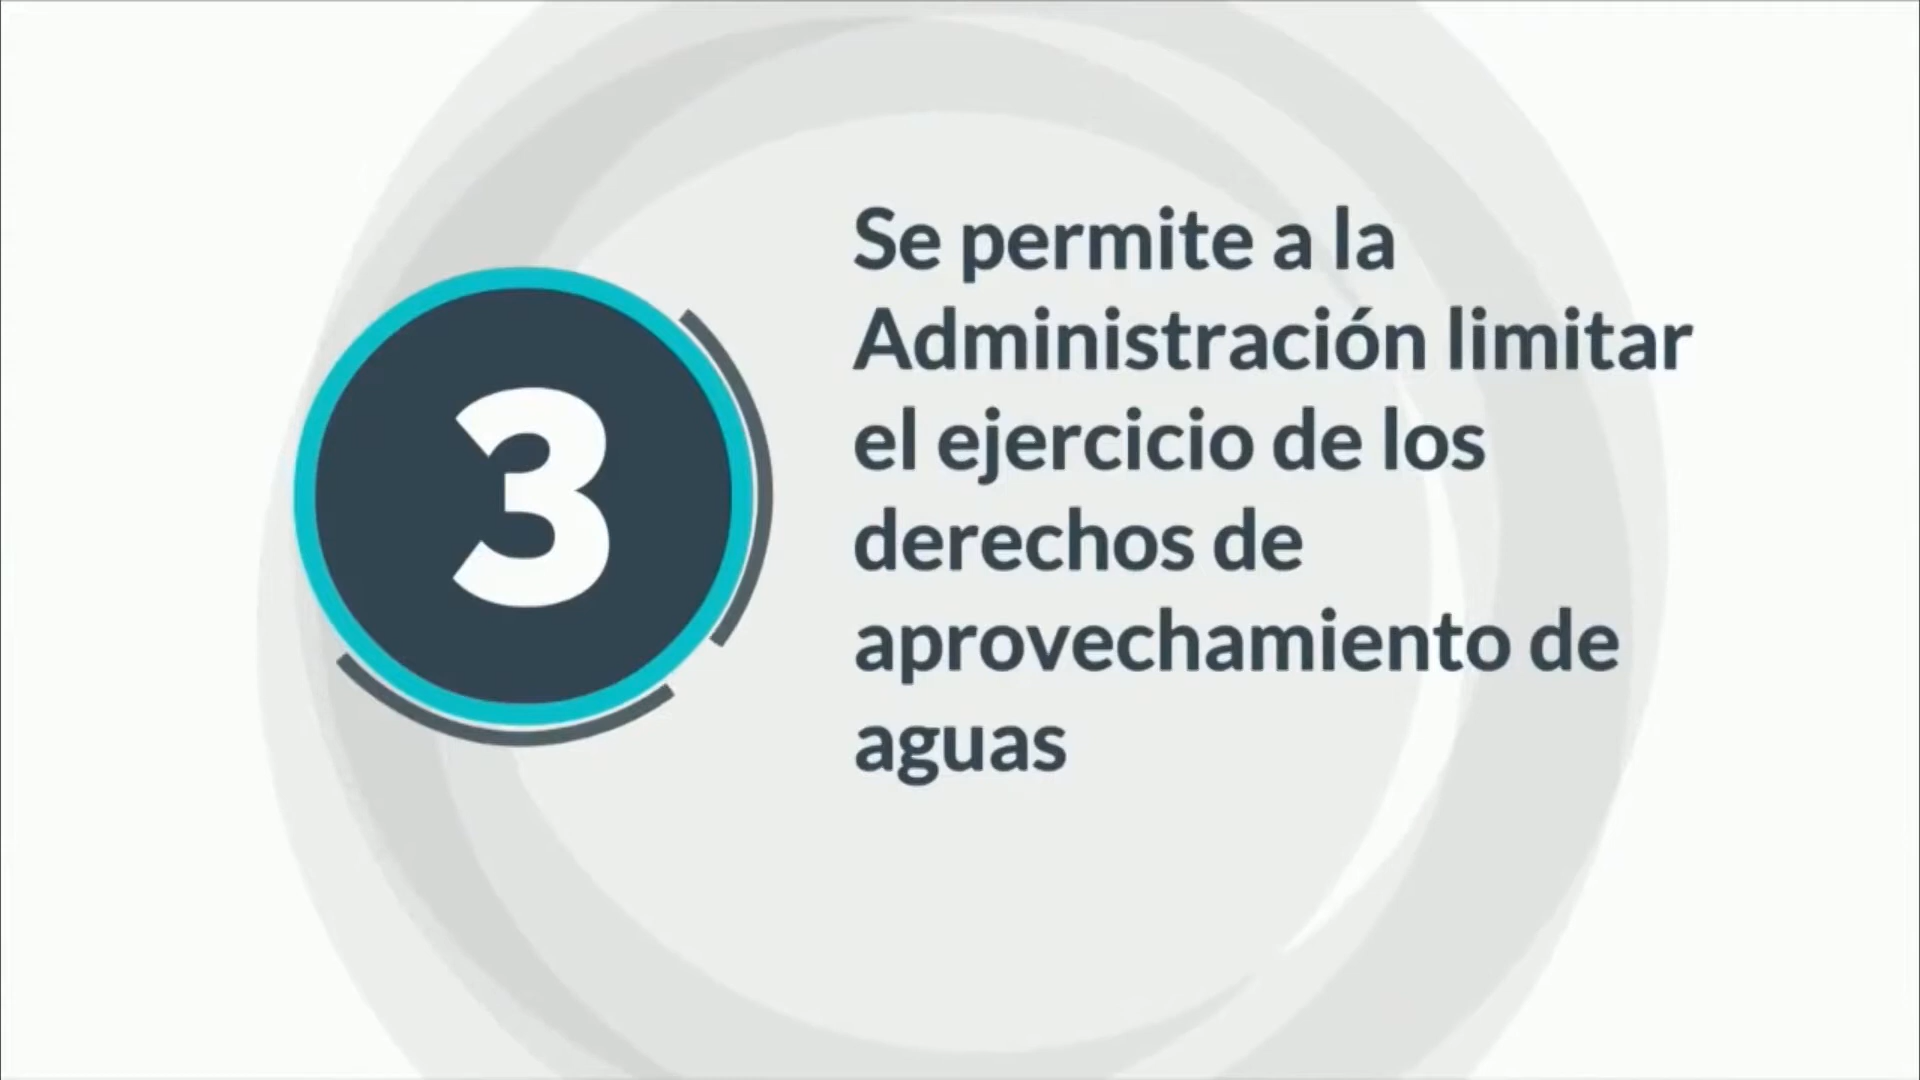 3
Se permite a la
Administración limitar
el ejercicio de los
derechos de
aprovechamiento de
aguas